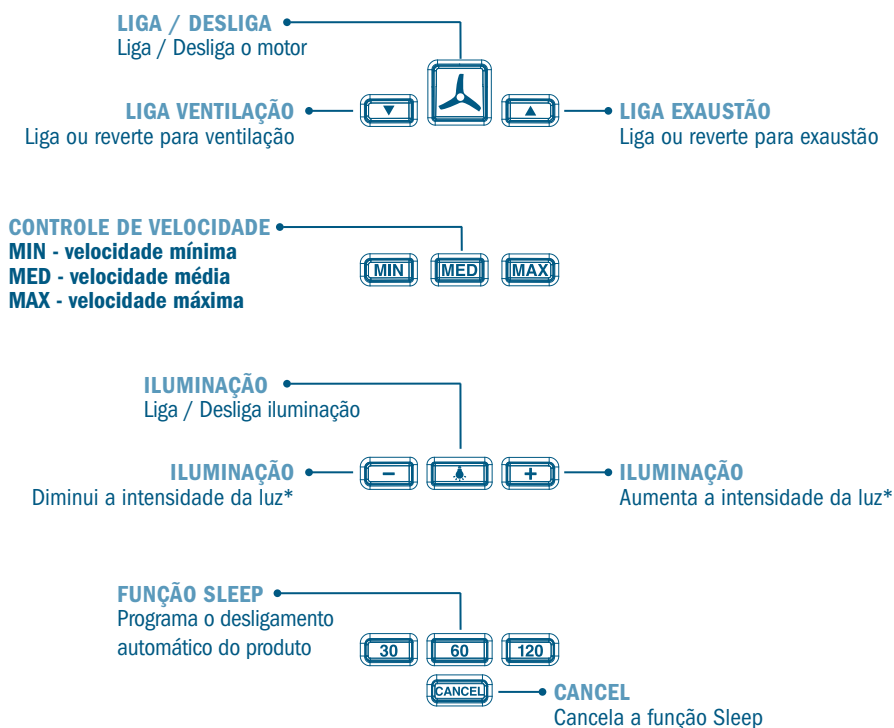 LIGA / DESLIGA
Liga / Desliga o motor
LIGA VENTILAÇÃO
Liga ou reverte para ventilação
LIGA EXAUSTÃO
Liga ou reverte para exaustão
CONTROLE DE VELOCIDADE
MIN - velocidade mínima
MED - velocidade média
MAX - velocidade máxima
MIN MED MAX
ILUMINAÇÃO
Liga / Desliga iluminação
ILUMINAÇÃO
Diminui a intensidade da luz*
− +
ILUMINAÇÃO
Aumenta a intensidade da luz*
FUNÇÃO SLEEP
Programa o desligamento
automático do produto
30 60 120
CANCEL
CANCEL
Cancela a função Sleep